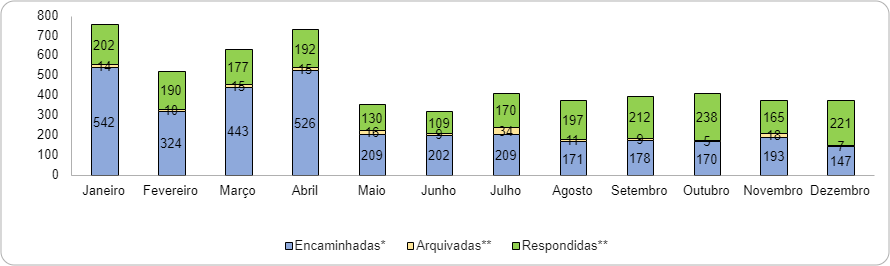 800
700
600
500
400
300
200
100
0
202 190 177 192 130 109 170 197 212 238 165 221
14 10 15 15 16 9 34 11 9 5 18 7
542 324 443 526 209 202 209 171 178 170 193 147
Janeiro Fevereiro Março Abril Maio Junho Julho Agosto Setembro Outubro Novembro Dezembro
Encaminhadas* Arquivadas** Respondidas**